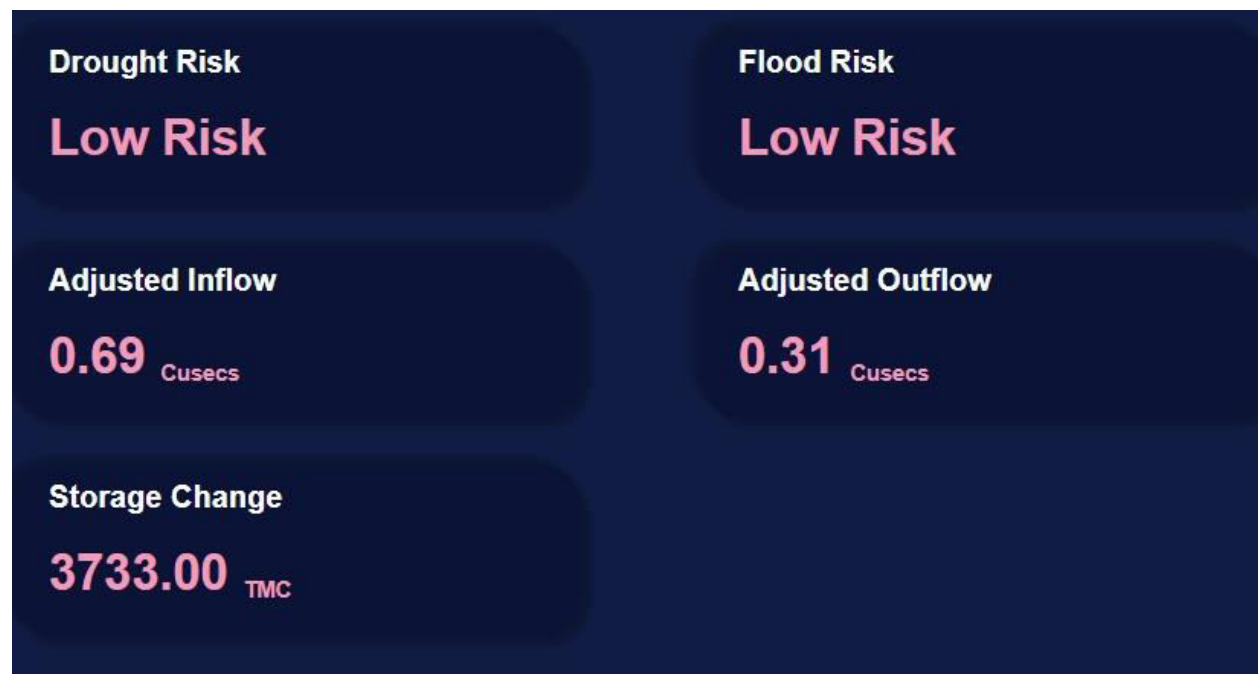 Drought Risk
Low Risk
Flood Risk
Low Risk
Adjusted Inflow
0.69 Cusecs
Adjusted Outflow
0.31 Cusecs
Storage Change
3733.00 TMC